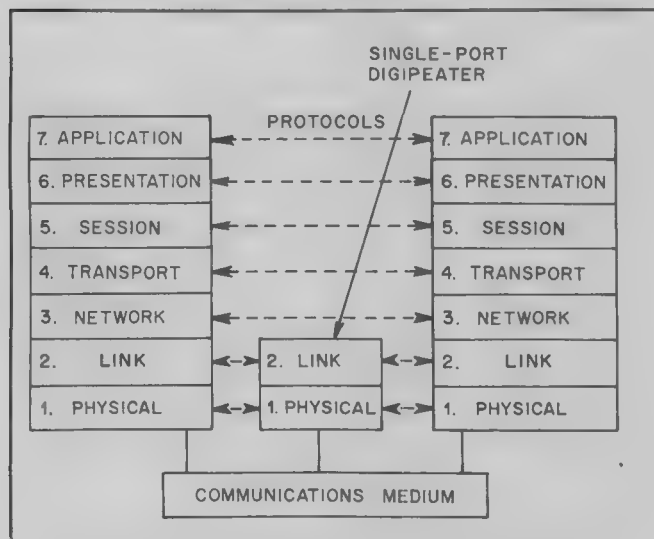 SINGLE-PORT
DIGIPEATER
PROTOCOLS
7. APPLICATION
6. PRESENTATION
5. SESSION
4. TRANSPORT
3. NETWORK
2. LINK
1. PHYSICAL
2. LINK
1. PHYSICAL
7. APPLICATION
6. PRESENTATION
5. SESSION
4. TRANSPORT
3. NETWORK
2. LINK
1. PHYSICAL
COMMUNICATIONS MEDIUM